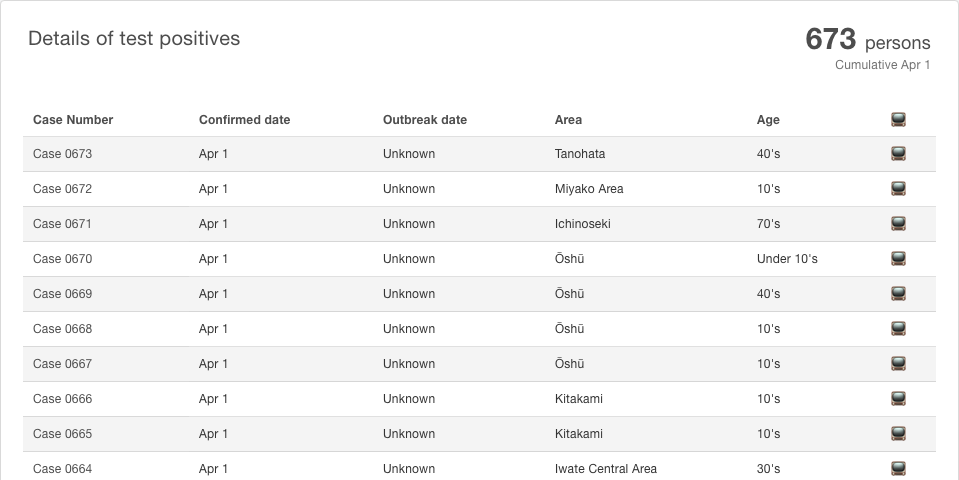 Details of test positives
673 persons
Cumulative Apr 1
Case Number Confirmed date Outbreak date Area Age
Case 0673 Apr 1 Unknown Tanohata 40's
Case 0672 Apr 1 Unknown Miyako Area 10's
Case 0671 Apr 1 Unknown Ichinoseki 70's
Case 0670 Apr 1 Unknown Ōshū Under 10's
Case 0669 Apr 1 Unknown Ōshū 40's
Case 0668 Apr 1 Unknown Ōshū 10's
Case 0667 Apr 1 Unknown Ōshū 10's
Case 0666 Apr 1 Unknown Kitakami 10's
Case 0665 Apr 1 Unknown Kitakami 10's
Case 0664 Apr 1 Unknown Iwate Central Area 30's